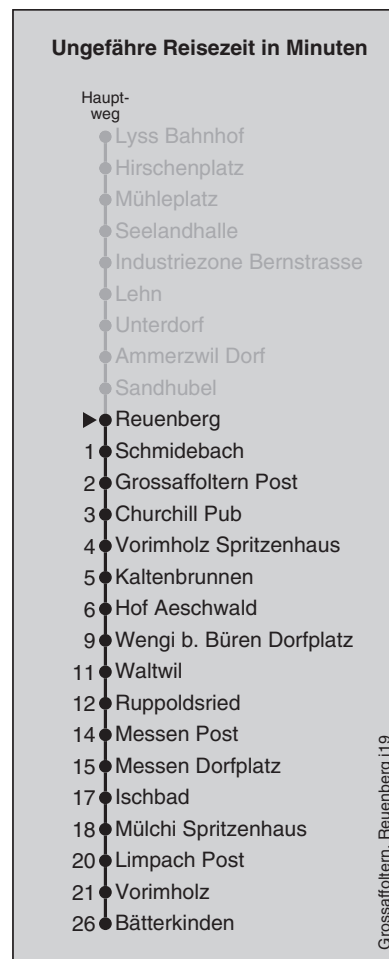 Ungefähre Reisezeit in Minuten
Haupt-
weg
Lyss Bahnhof
Hirschenplatz
Mühleplatz
Seelandhalle
Industriezone Bernstrasse
Lehn
Unterdorf
Ammerzwil Dorf
Sandhubel
Reuenberg
1 Schmidebach
2 Grossaffoltern Post
3 Churchill Pub
4 Vorimholz Spritzenhaus
5 Kaltenbrunnen
6 Hof Aeschwald
9 Wengi b. Büren Dorfplatz
11 Waltwil
12 Ruppoldsried
14 Messen Post
15 Messen Dorfplatz
17 Ischbad
18 Mülchi Spritzenhaus
20 Limpach Post
21 Vorimholz
26 Bätterkinden
Grossaffoltern, Reuenberg j19